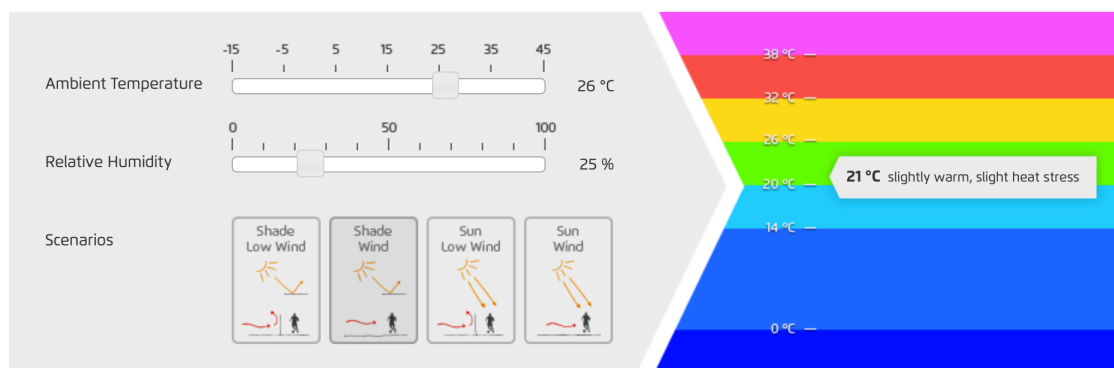 -15 -5 5 15 25 35 45
Ambient Temperature
26 °C
0 50 100
Relative Humidity
25 %
Scenarios
Shade
Low Wind
Shade
Wind
Sun
Low Wind
Sun
Wind
38 °C
32 °C
26 °C
21 °C slightly warm, slight heat stress
20 °C
14 °C
0 °C